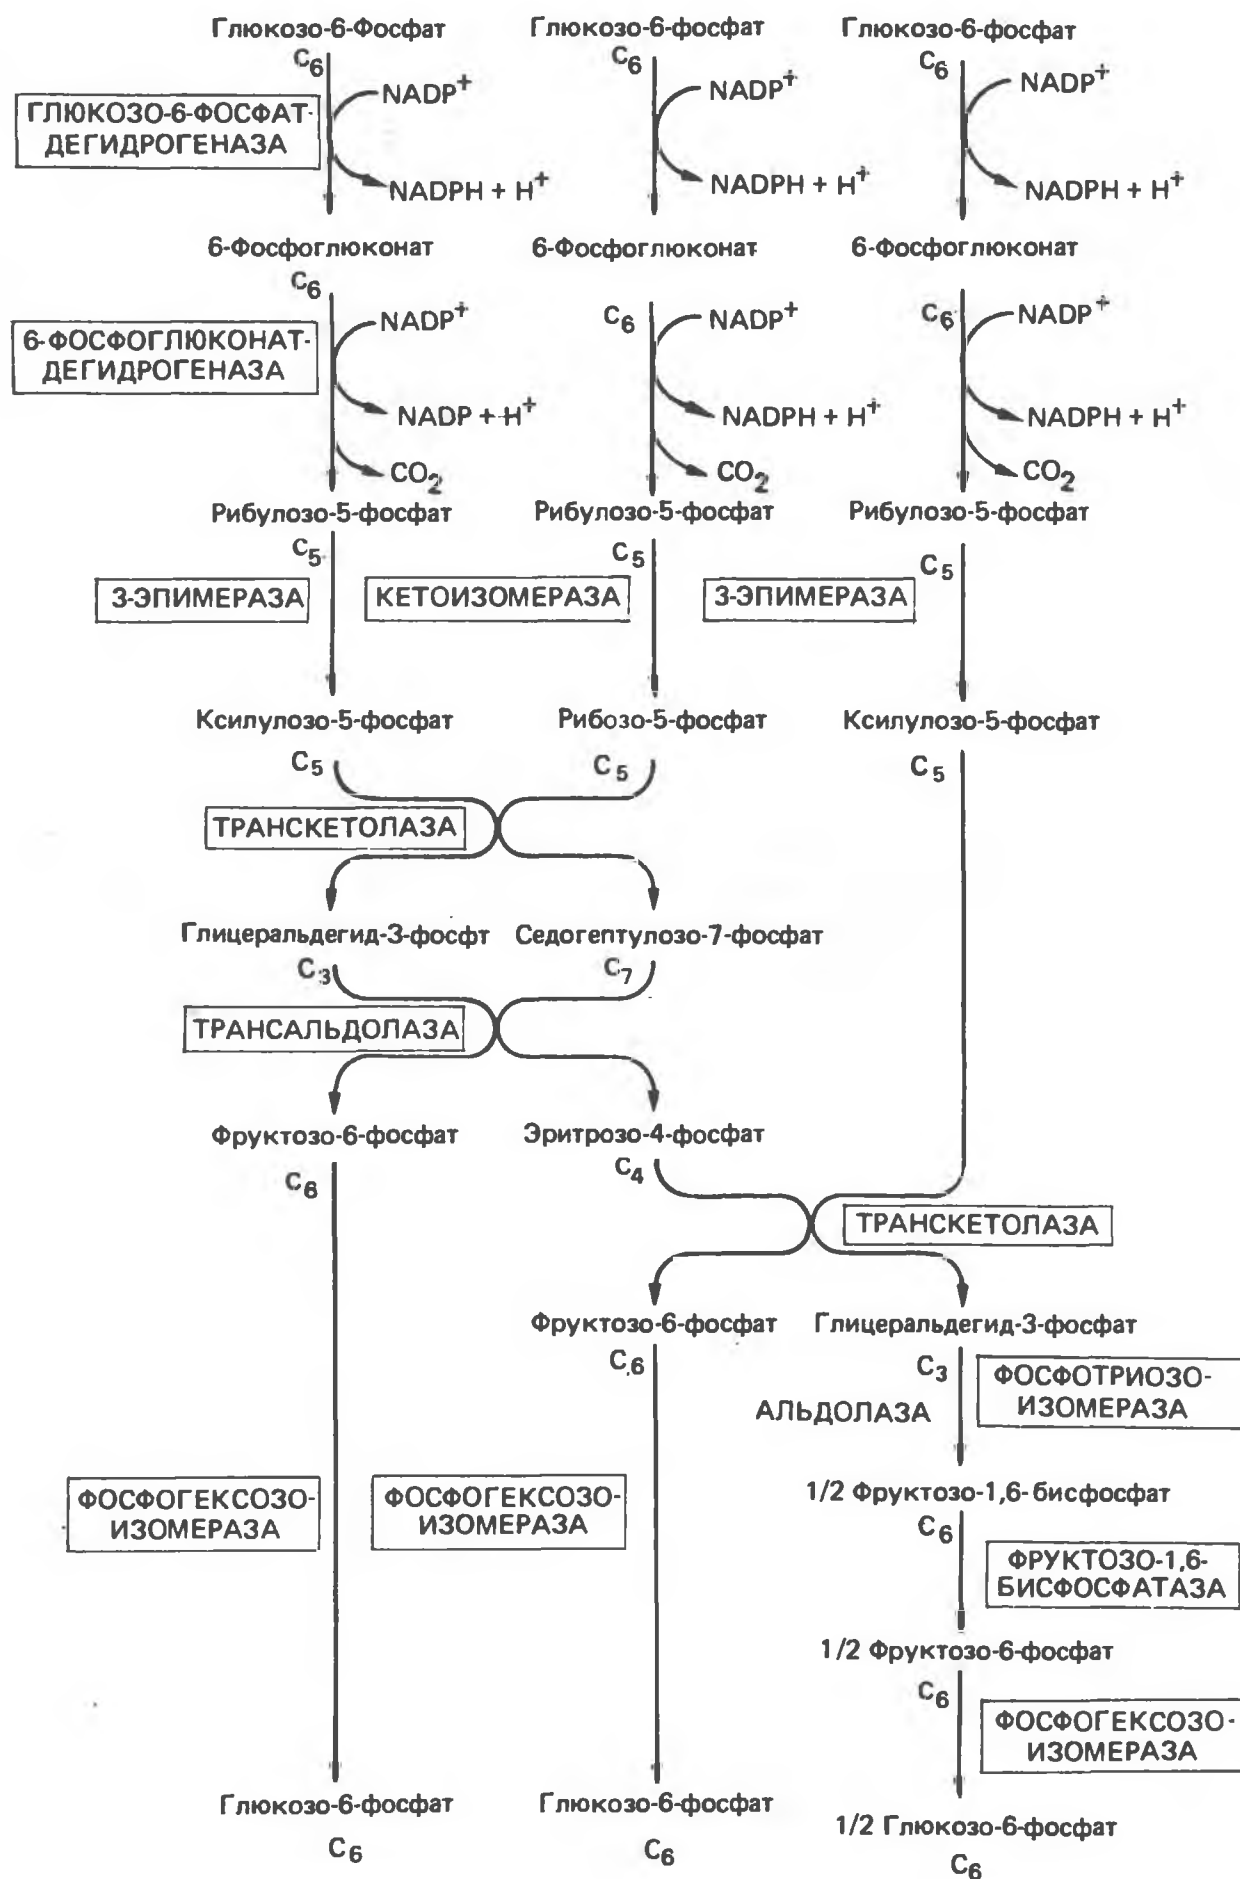 Глюкозо-6-Фосфат
Глюкозо-6-фосфат
Глюкозо-6-фосфат
C6
C6
C6
NADP+
NADP+
NADP+
ГЛЮКОЗО-6-ФОСФАТ-
ДЕГИДРОГЕНАЗА
NADPH + H+
NADPH + H+
NADPH + H+
6-Фосфоглюконат
6-Фосфоглюконат
6-Фосфоглюконат
C6
C6
C6
NADP+
NADP+
NADP+
6-ФОСФОГЛЮКОНАТ-
ДЕГИДРОГЕНАЗА
NADP + H+
NADPH + H+
NADPH + H+
CO2
CO2
CO2
Рибулозо-5-фосфат
Рибулозо-5-фосфат
Рибулозо-5-фосфат
C5
C5
C5
3-ЭПИМЕРАЗА
КЕТОИЗОМЕРАЗА
3-ЭПИМЕРАЗА
Ксилулозо-5-фосфат
Рибозо-5-фосфат
Ксилулозо-5-фосфат
C5
C5
C5
ТРАНСКЕТОЛАЗА
Глицеральдегид-3-фосфт
Седогептулозо-7-фосфат
C3
C7
ТРАНСАЛЬДОЛАЗА
Фруктозо-6-фосфат
Эритрозо-4-фосфат
C6
C4
ТРАНСКЕТОЛАЗА
Фруктозо-6-фосфат
Глицеральдегид-3-фосфат
C6
C3
ФОСФОТРИОЗО-
ИЗОМЕРАЗА
АЛЬДОЛАЗА
1/2 Фруктозо-1,6-бисфосфат
ФОСФОГЕКСОЗО-
ИЗОМЕРАЗА
ФОСФОГЕКСОЗО-
ИЗОМЕРАЗА
C6
ФРУКТОЗО-1,6-
БИСФОСФАТАЗА
1/2 Фруктозо-6-фосфат
C6
ФОСФОГЕКСОЗО-
ИЗОМЕРАЗА
Глюкозо-6-фосфат
Глюкозо-6-фосфат
1/2 Глюкозо-6-фосфат
C6
C6
C6